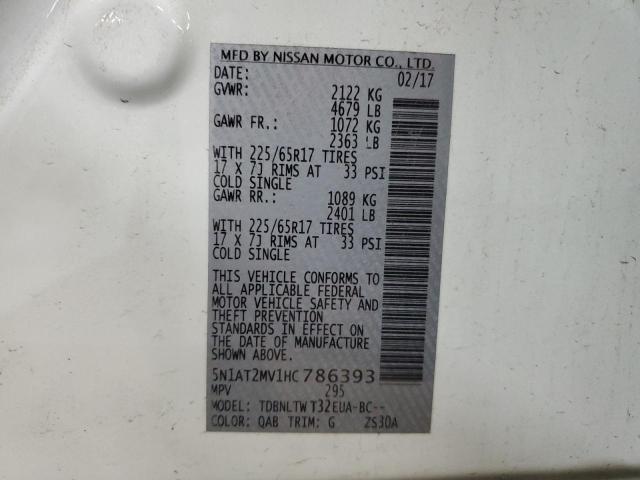 MFD BY NISSAN MOTOR CO., LTD.
DATE: 02/17
GVWR: 2122 KG
4679 LB
GAWR FR.: 1072 KG
2363 LB
WITH 225/65R17 TIRES
17 X 7J RIMS AT 33 PSI
COLD SINGLE
GAWR RR.: 1089 KG
2401 LB
WITH 225/65R17 TIRES
17 X 7J RIMS AT 33 PSI
COLD SINGLE
THIS VEHICLE CONFORMS TO
ALL APPLICABLE FEDERAL
MOTOR VEHICLE SAFETY AND
THEFT PREVENTION
STANDARDS IN EFFECT ON
THE DATE OF MANUFACTURE
SHOWN ABOVE.
5N1AT2MV1HC786393
MPV 295
MODEL: TDBNLTW T32EUA-BC--
COLOR: QAB TRIM: G ZS30A